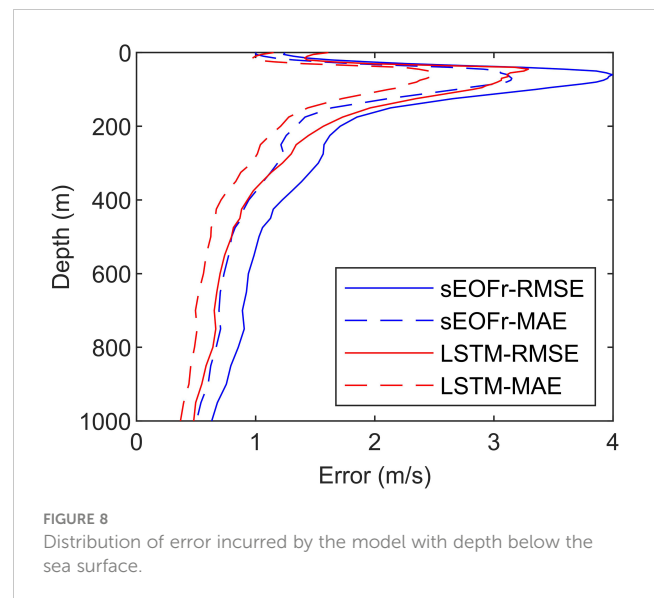 0
200
400
600
800
1000
Depth (m)
sEOFr-RMSE
sEOFr-MAE
LSTM-RMSE
LSTM-MAE
0 1 2 3 4
Error (m/s)
FIGURE 8
Distribution of error incurred by the model with depth below the
sea surface.